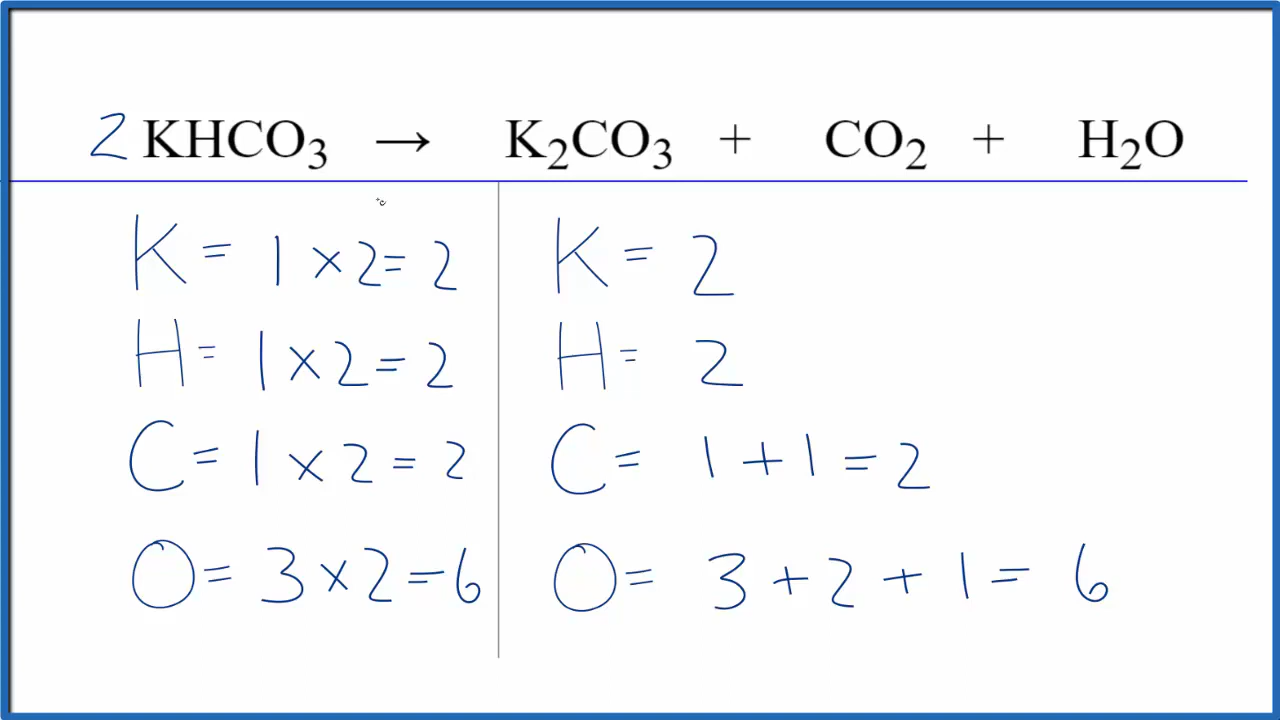 2 KHCO₃ → K₂CO₃ + CO₂ + H₂O
K = 1 × 2 = 2 K = 2
H = 1 × 2 = 2 H = 2
C = 1 × 2 = 2 C = 1 + 1 = 2
O = 3 × 2 = 6 O = 3 + 2 + 1 = 6